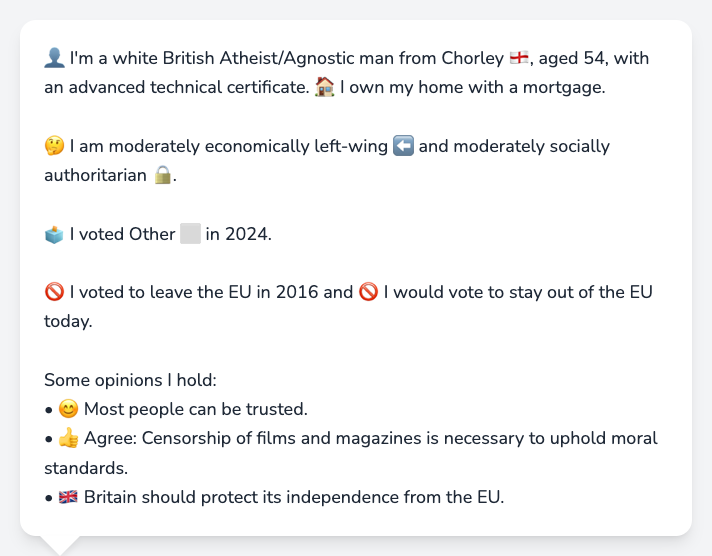 👤 I'm a white British Atheist/Agnostic man from Chorley 🏴󠁧󠁢󠁥󠁮󠁧󠁿, aged 54, with
an advanced technical certificate. 🏠 I own my home with a mortgage.
🤔 I am moderately economically left-wing ⬅️ and moderately socially
authoritarian 🔒.
🗳️ I voted Other ⬜ in 2024.
🚫 I voted to leave the EU in 2016 and 🚫 I would vote to stay out of the EU
today.
Some opinions I hold:
• 😊 Most people can be trusted.
• 👍 Agree: Censorship of films and magazines is necessary to uphold moral
standards.
• 🇬🇧 Britain should protect its independence from the EU.